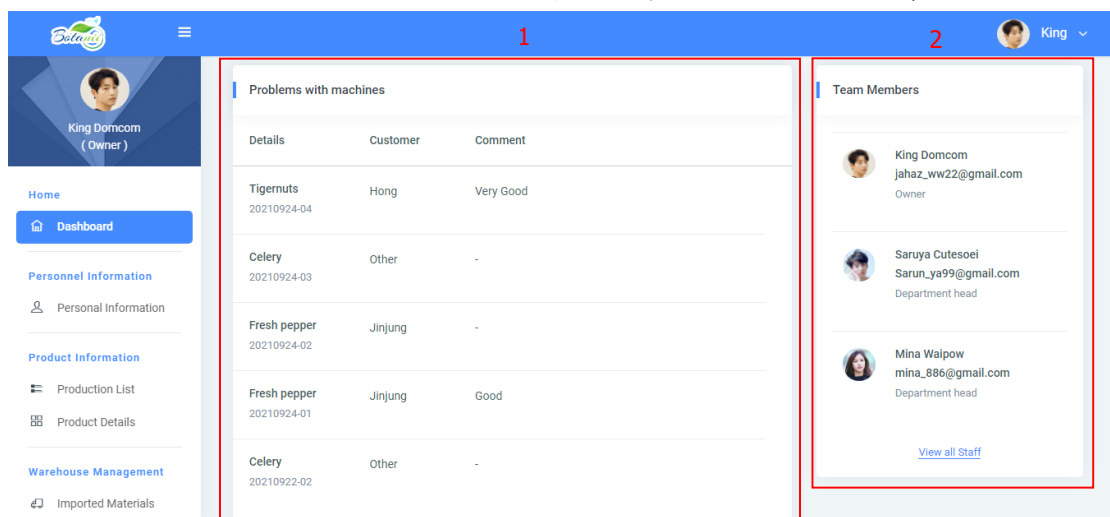 Botanii
1
2
King
King Domcom
( Owner )
Home
Dashboard
Personnel Information
Personal Information
Product Information
Production List
Product Details
Warehouse Management
Imported Materials
Problems with machines
Details Customer Comment
Tigernuts Hong Very Good
20210924-04
Celery Other -
20210924-03
Fresh pepper Jinjung -
20210924-02
Fresh pepper Jinjung Good
20210924-01
Celery Other -
20210922-02
Team Members
King Domcom
jahaz_ww22@gmail.com
Owner
Saruya Cutesoei
Sarun_ya99@gmail.com
Department head
Mina Waipow
mina_886@gmail.com
Department head
View all Staff